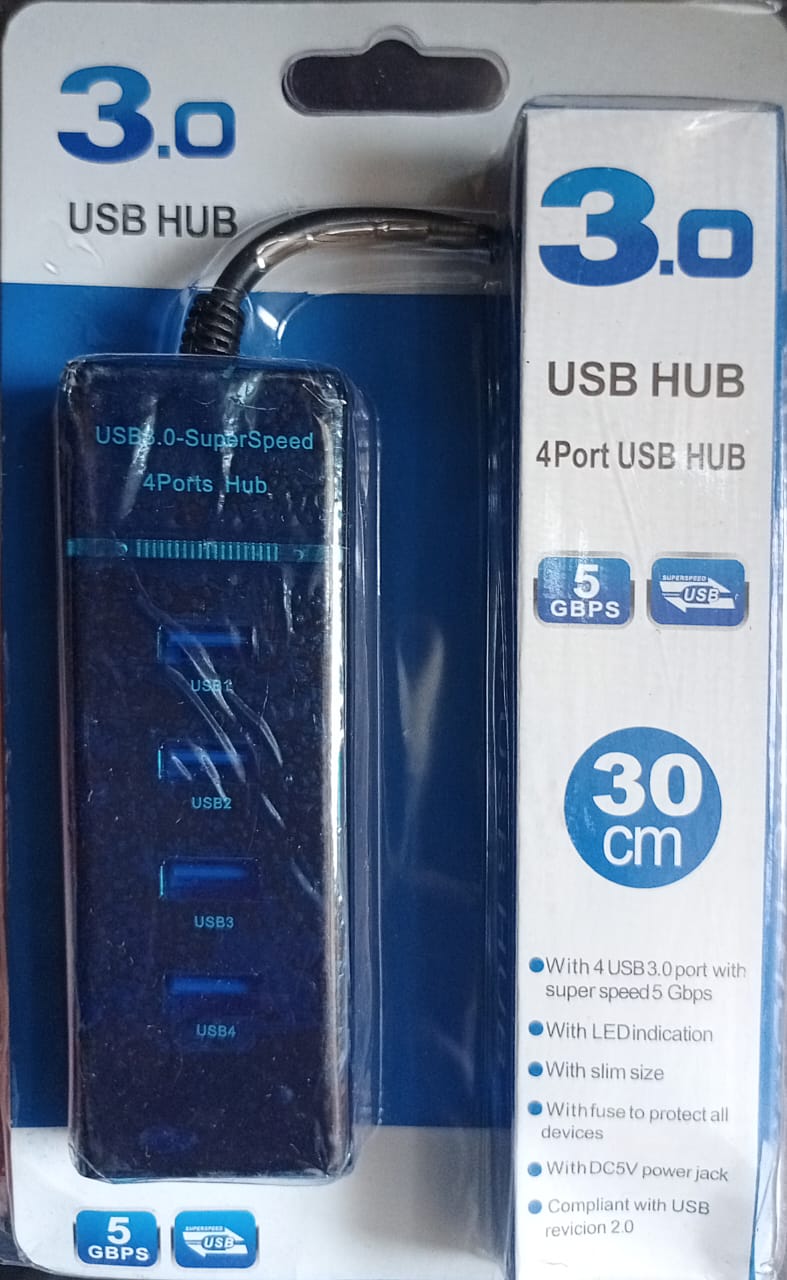 3.0
USB HUB
USB3.0-SuperSpeed
4Ports Hub
USB1
USB2
USB3
USB4
5
GBPS
SUPERSPEED
USB
3.0
USB HUB
4Port USB HUB
5
GBPS
SUPERSPEED
USB
30
cm
With 4 USB 3.0 port with
super speed 5 Gbps
With LED indication
With slim size
With fuse to protect all
devices
With DC5V power jack
Compliant with USB
revicion 2.0